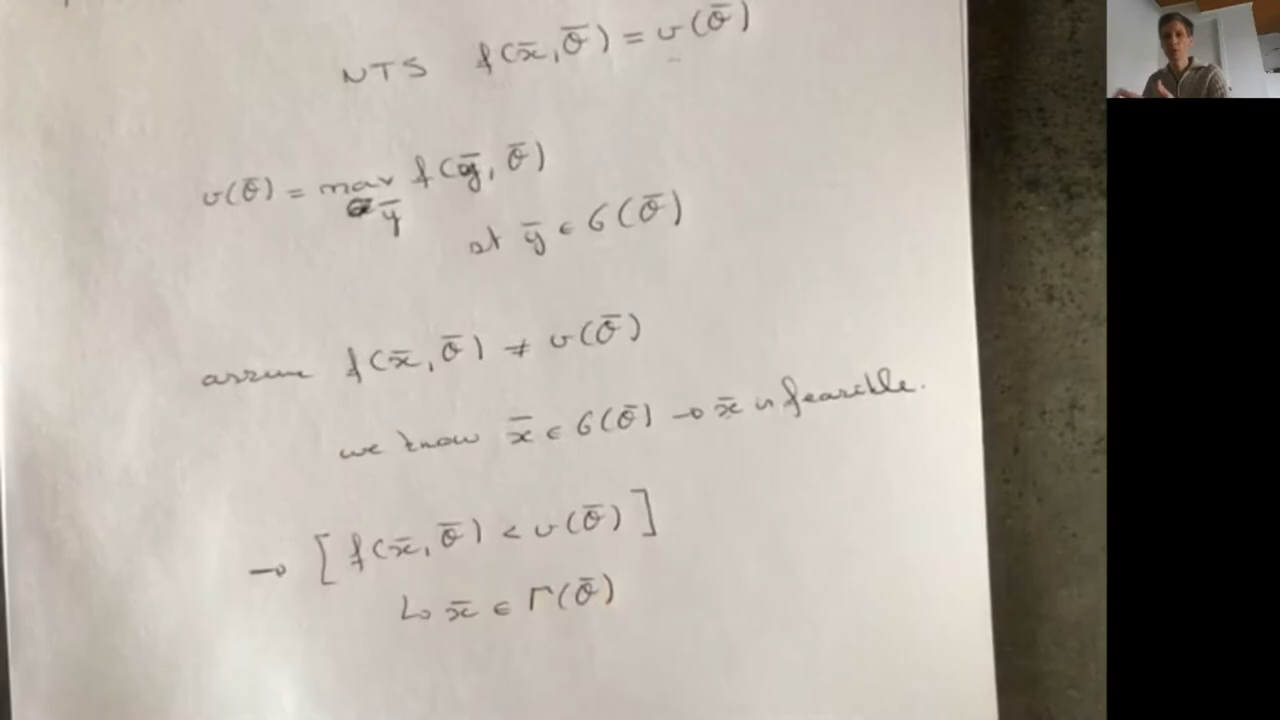 NTS f(x̄, θ̄) = v(θ̄)
v(θ̄) = max f(ȳ, θ̄)
ȳ
st ȳ ∈ G(θ̄)
assume f(x̄, θ̄) ≠ v(θ̄)
we know x̄ ∈ G(θ̄) → x̄ is feasible.
→ [f(x̄, θ̄) < v(θ̄)]
↳ x̄ ∈ Γ(θ̄)